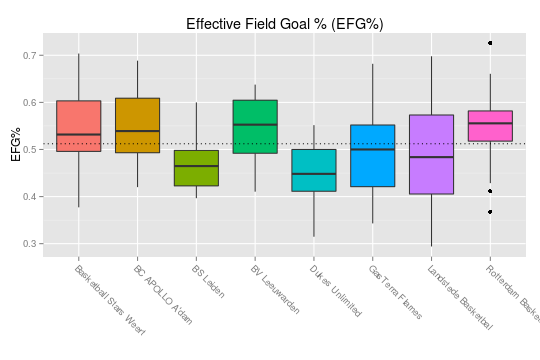 Effective Field Goal % (EFG%)
EFG%
0.7
0.6
0.5
0.4
0.3
Basketball Stars Weert
BC APOLLO A'dam
BS Leiden
BV Leeuwarden
Dukes Unlimited
GasTerra Flames
Landstede Basketbal
Rotterdam Baske